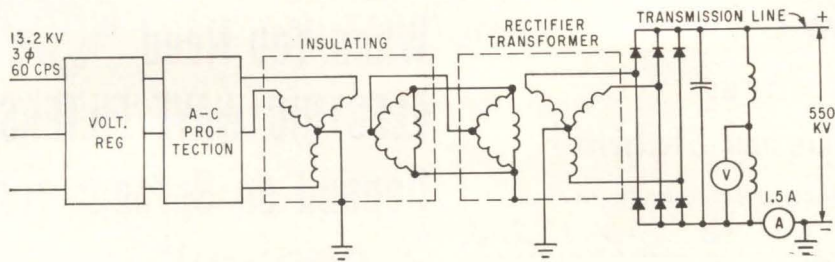 13.2 KV
3 ϕ
60 CPS
VOLT.
REG
A-C
PRO-
TECTION
INSULATING
RECTIFIER
TRANSFORMER
TRANSMISSION LINE
+
550
KV
V
1.5 A
A
−